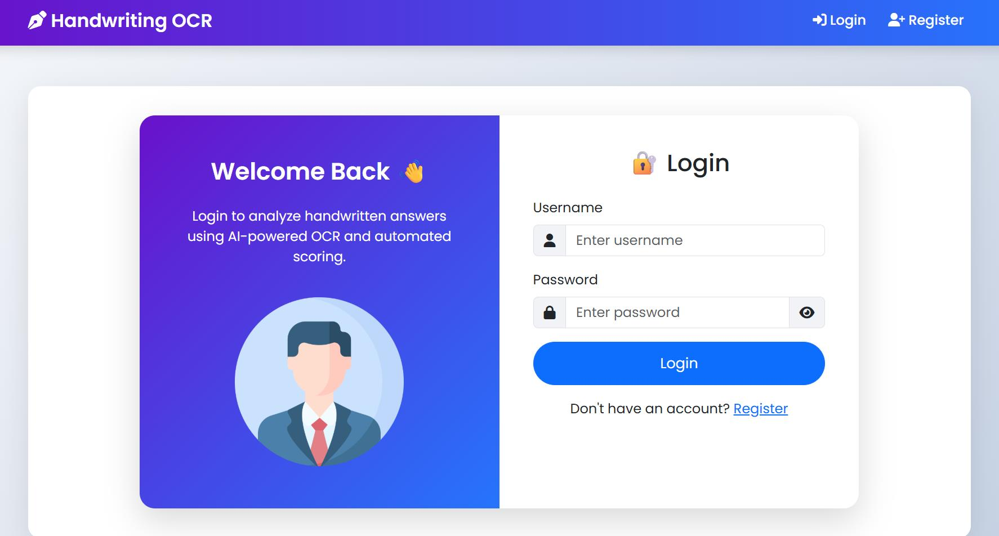 Handwriting OCR
Login
Register
Welcome Back 👋
Login to analyze handwritten answers
using AI-powered OCR and automated
scoring.
🔐 Login
Username
Enter username
Password
Enter password
Login
Don't have an account? Register